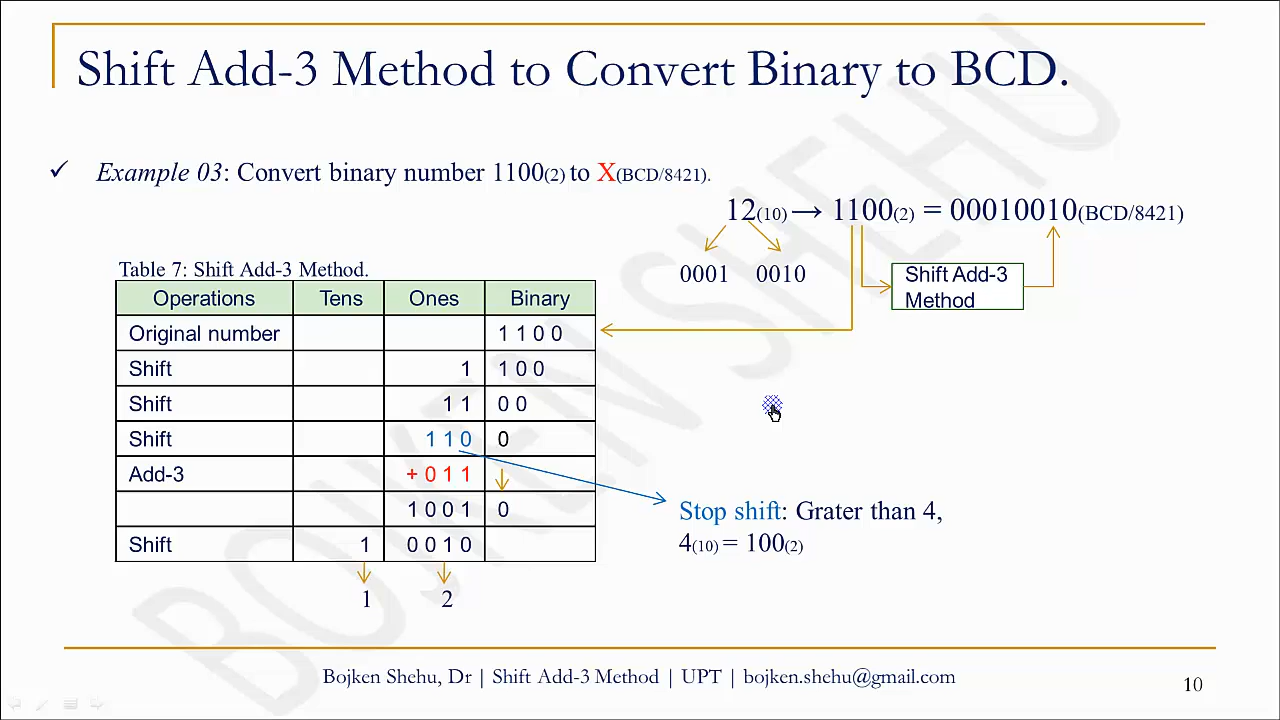 Shift Add-3 Method to Convert Binary to BCD.
✓ Example 03: Convert binary number 1100(2) to X(BCD/8421).
12(10) → 1100(2) = 00010010(BCD/8421)
0001 0010
Shift Add-3
Method
Table 7: Shift Add-3 Method.
Operations Tens Ones Binary
Original number 1 1 0 0
Shift 1 1 0 0
Shift 1 1 0 0
Shift 1 1 0 0
Add-3 + 0 1 1
1 0 0 1 0
Shift 1 0 0 1 0
1 2
Stop shift: Grater than 4,
4(10) = 100(2)
Bojken Shehu, Dr | Shift Add-3 Method | UPT | bojken.shehu@gmail.com
10
BOJKEN SHEHU